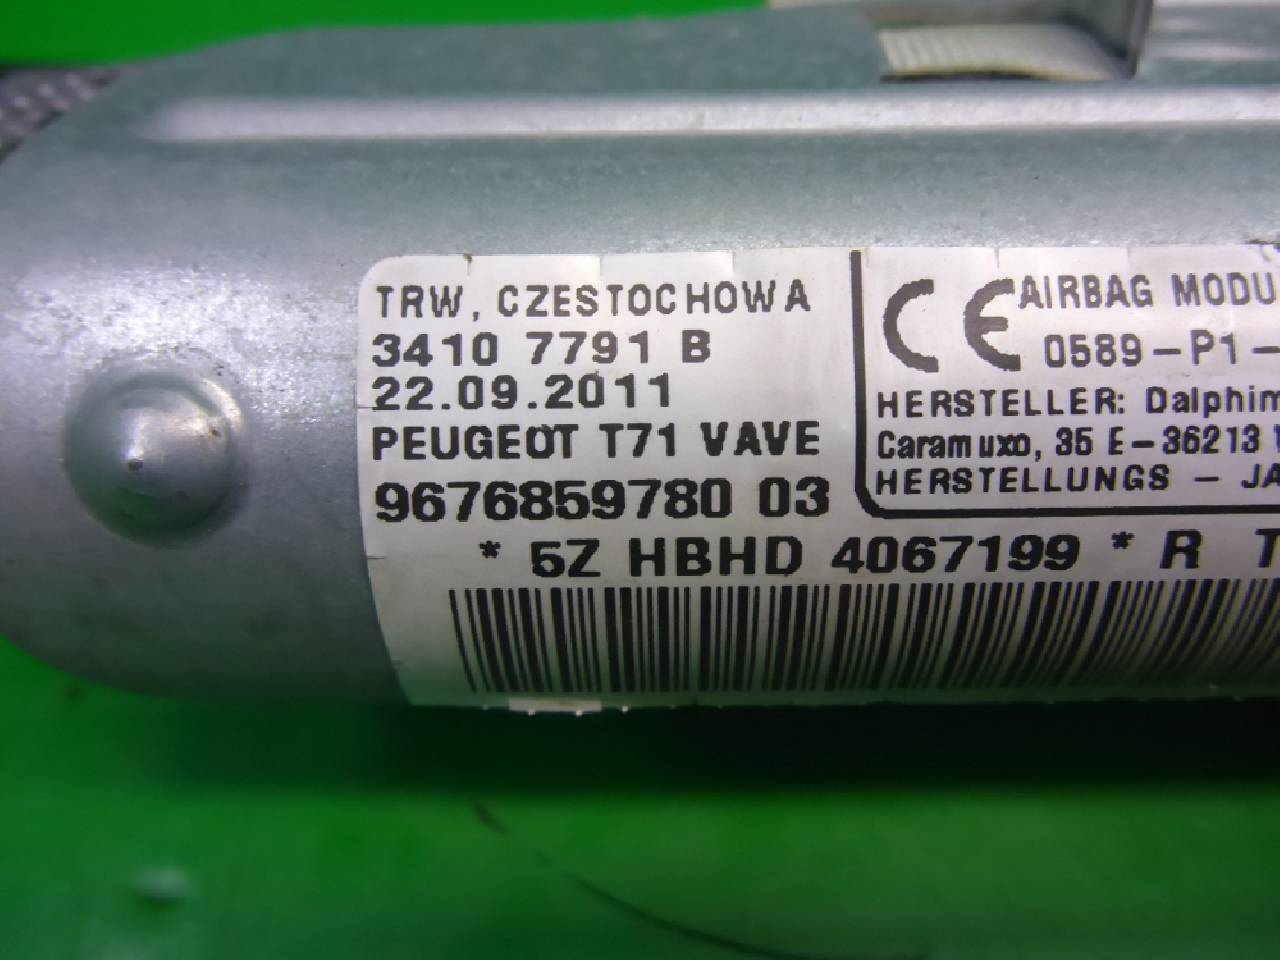 TRW, CZESTOCHOWA
3410 7791 B
22.09.2011
PEUGEOT T71 VAVE
9676859780 03
CE AIRBAG MODU
0589-P1-
HERSTELLER: Dalphim
Caramuxo, 35 E-36213
HERSTELLUNGS - JA
* 5Z HBHD 4067199 * R T